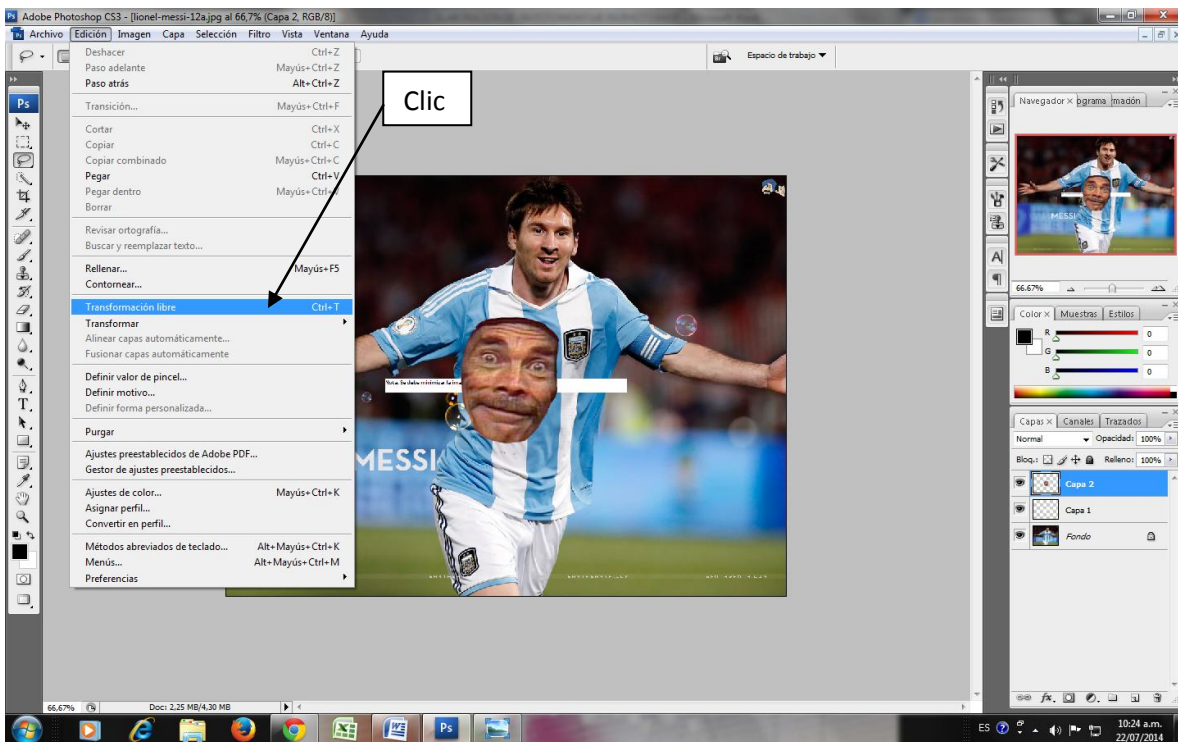 Adobe Photoshop CS3 - [lionel-messi-12a.jpg al 66,7% (Capa 2, RGB/8)]
Archivo Edición Imagen Capa Selección Filtro Vista Ventana Ayuda
Espacio de trabajo
Deshacer Ctrl+Z
Paso adelante Mayús+Ctrl+Z
Paso atrás Alt+Ctrl+Z
Transición... Mayús+Ctrl+F
Cortar Ctrl+X
Copiar Ctrl+C
Copiar combinado Mayús+Ctrl+C
Pegar Ctrl+V
Pegar dentro Mayús+Ctrl+V
Borrar
Revisar ortografía...
Buscar y reemplazar texto...
Rellenar... Mayús+F5
Contornear...
Transformación libre Ctrl+T
Transformar
Alinear capas automáticamente...
Fusionar capas automáticamente
Definir valor de pincel...
Definir motivo...
Definir forma personalizada...
Purgar
Ajustes preestablecidos de Adobe PDF...
Gestor de ajustes preestablecidos...
Ajustes de color... Mayús+Ctrl+K
Asignar perfil...
Convertir en perfil...
Métodos abreviados de teclado... Alt+Mayús+Ctrl+K
Menús... Alt+Mayús+Ctrl+M
Preferencias
Clic
Nota: Se debe minimizar la
MESSI
Navegador
MESSI
66.67%
Color Muestras Estilos
R 0
G 0
B 0
Capas Canales Trazados
Normal Opacidad: 100%
Bloq.: Relleno: 100%
Capa 2
Capa 1
Fondo
66,67% Doc: 2,25 MB/4,30 MB
ES 10:24 a.m.
22/07/2014